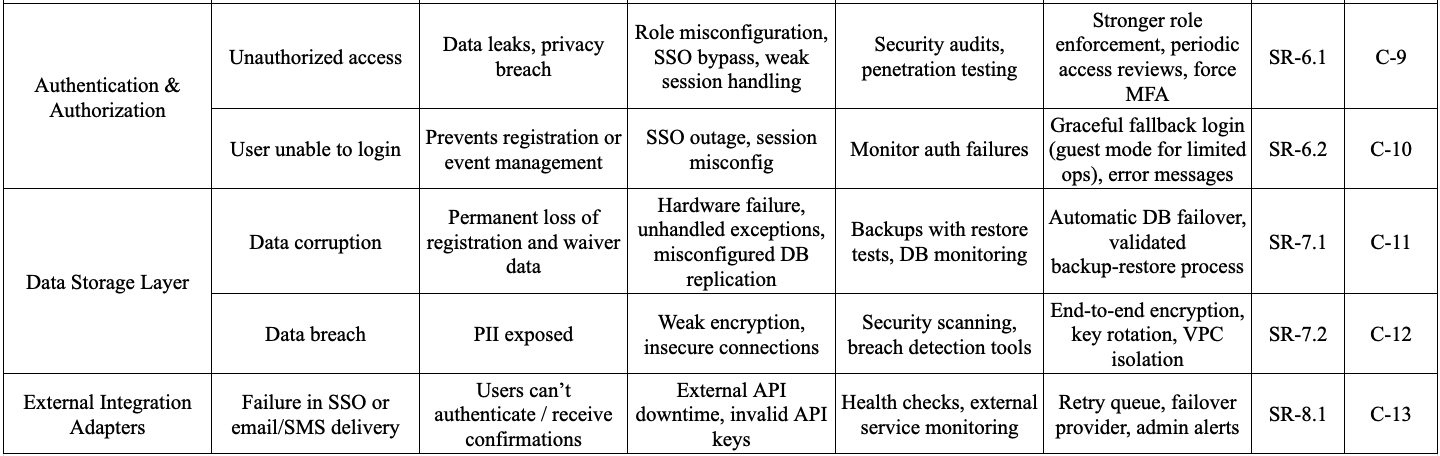 Authentication &
Authorization
Unauthorized access
Data leaks, privacy
breach
Role misconfiguration,
SSO bypass, weak
session handling
Security audits,
penetration testing
Stronger role
enforcement, periodic
access reviews, force
MFA
SR-6.1
C-9
User unable to login
Prevents registration or
event management
SSO outage, session
misconfig
Monitor auth failures
Graceful fallback login
(guest mode for limited
ops), error messages
SR-6.2
C-10
Data Storage Layer
Data corruption
Permanent loss of
registration and waiver
data
Hardware failure,
unhandled exceptions,
misconfigured DB
replication
Backups with restore
tests, DB monitoring
Automatic DB failover,
validated
backup-restore process
SR-7.1
C-11
Data breach
PII exposed
Weak encryption,
insecure connections
Security scanning,
breach detection tools
End-to-end encryption,
key rotation, VPC
isolation
SR-7.2
C-12
External Integration
Adapters
Failure in SSO or
email/SMS delivery
Users can’t
authenticate / receive
confirmations
External API
downtime, invalid API
keys
Health checks, external
service monitoring
Retry queue, failover
provider, admin alerts
SR-8.1
C-13